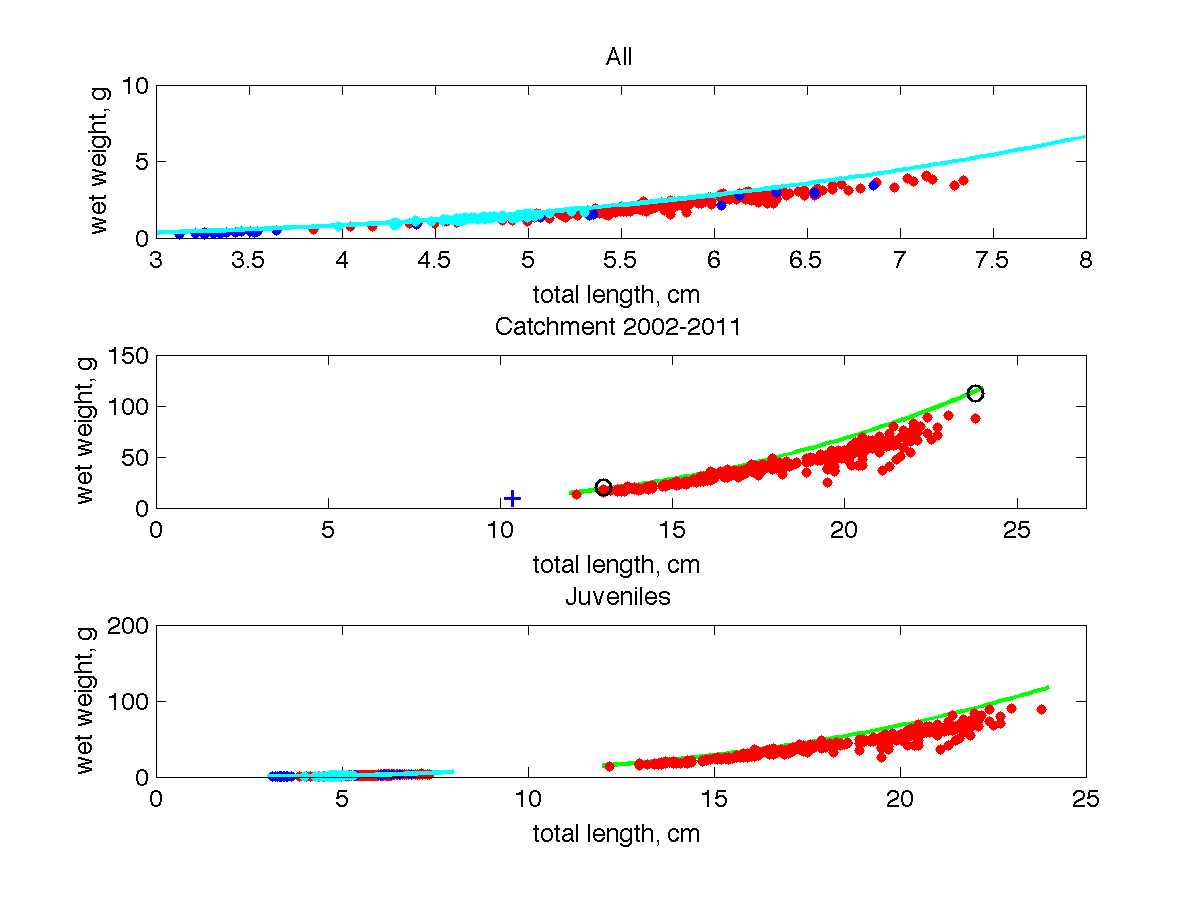 All
wet weight, g
10
5
0
3 3.5 4 4.5 5 5.5 6 6.5 7 7.5 8
total length, cm
Catchment 2002-2011
wet weight, g
150
100
50
0
0 5 10 15 20 25
total length, cm
Juveniles
wet weight, g
200
100
0
0 5 10 15 20 25
total length, cm